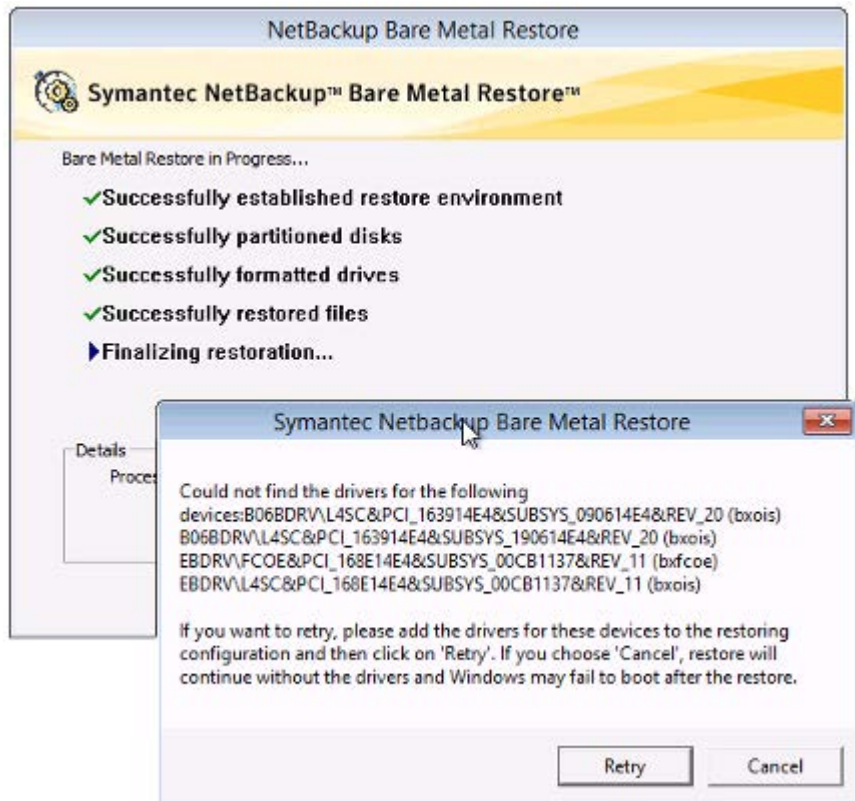 NetBackup Bare Metal Restore
Symantec NetBackup™ Bare Metal Restore™
Bare Metal Restore in Progress...
✓Successfully established restore environment
✓Successfully partitioned disks
✓Successfully formatted drives
✓Successfully restored files
Finalizing restoration...
Symantec Netbackup Bare Metal Restore
Details
Proces
Could not find the drivers for the following
devices:B06BDRV\L4SC&PCI_163914E4&SUBSYS_090614E4&REV_20 (bxois)
B06BDRV\L4SC&PCI_163914E4&SUBSYS_190614E4&REV_20 (bxois)
EBDRV\FCOE&PCI_168E14E4&SUBSYS_00CB1137&REV_11 (bxfcoe)
EBDRV\L4SC&PCI_168E14E4&SUBSYS_00CB1137&REV_11 (bxois)
If you want to retry, please add the drivers for these devices to the restoring
configuration and then click on 'Retry'. If you choose 'Cancel', restore will
continue without the drivers and Windows may fail to boot after the restore.
Retry
Cancel